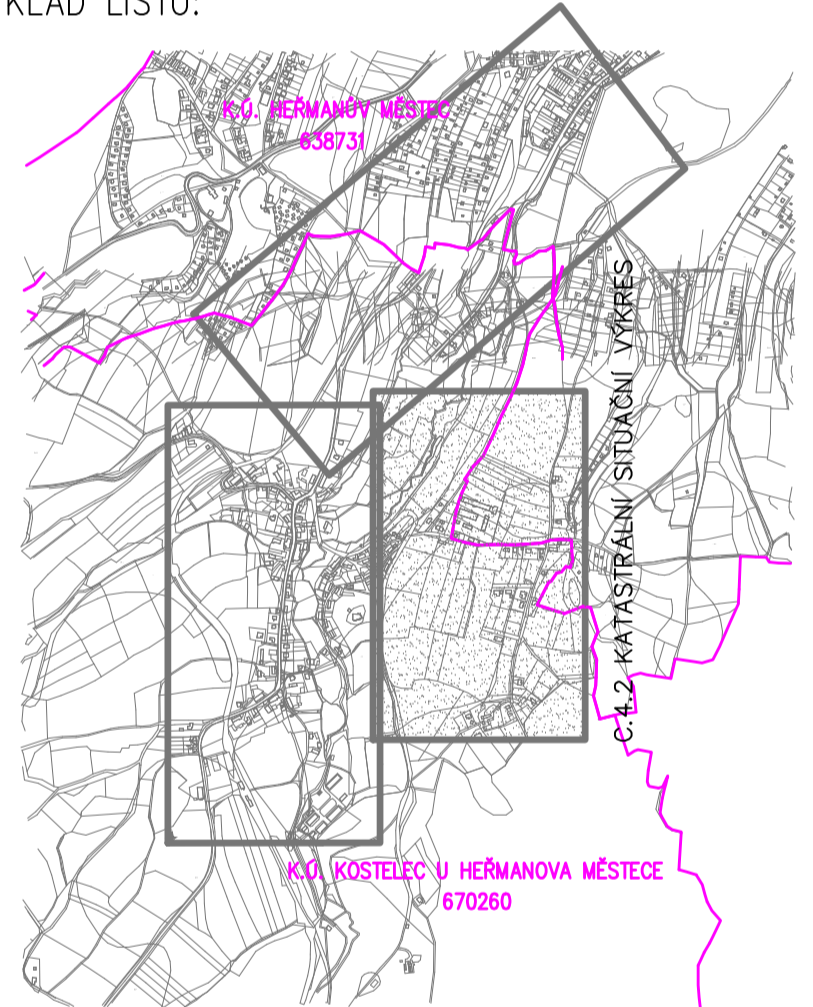 KLAD LISTŮ:
K.Ú. HEŘMANŮV MĚSTEC
638731
C.4.2 KATASTRÁLNÍ SITUAČNÍ VÝKRES
K.Ú. KOSTELEC U HEŘMANOVA MĚSTECE
670260